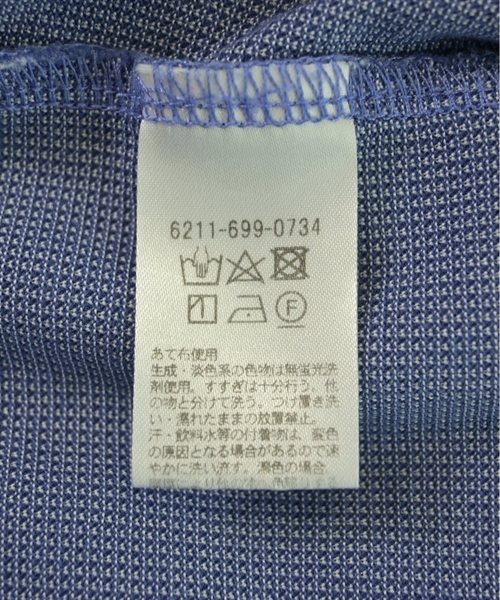 6211-699-0734
F
あて布使用
生成・淡色系の色物は無蛍光洗
剤使用。すすぎは十分行う。他
の物と分けて洗う。つけ置き洗
い・濡れたままの放置禁止。
汗・飲料水等の付着物は、変色
の原因となる場合があるので速
やかに洗い流す。濃色の場合、